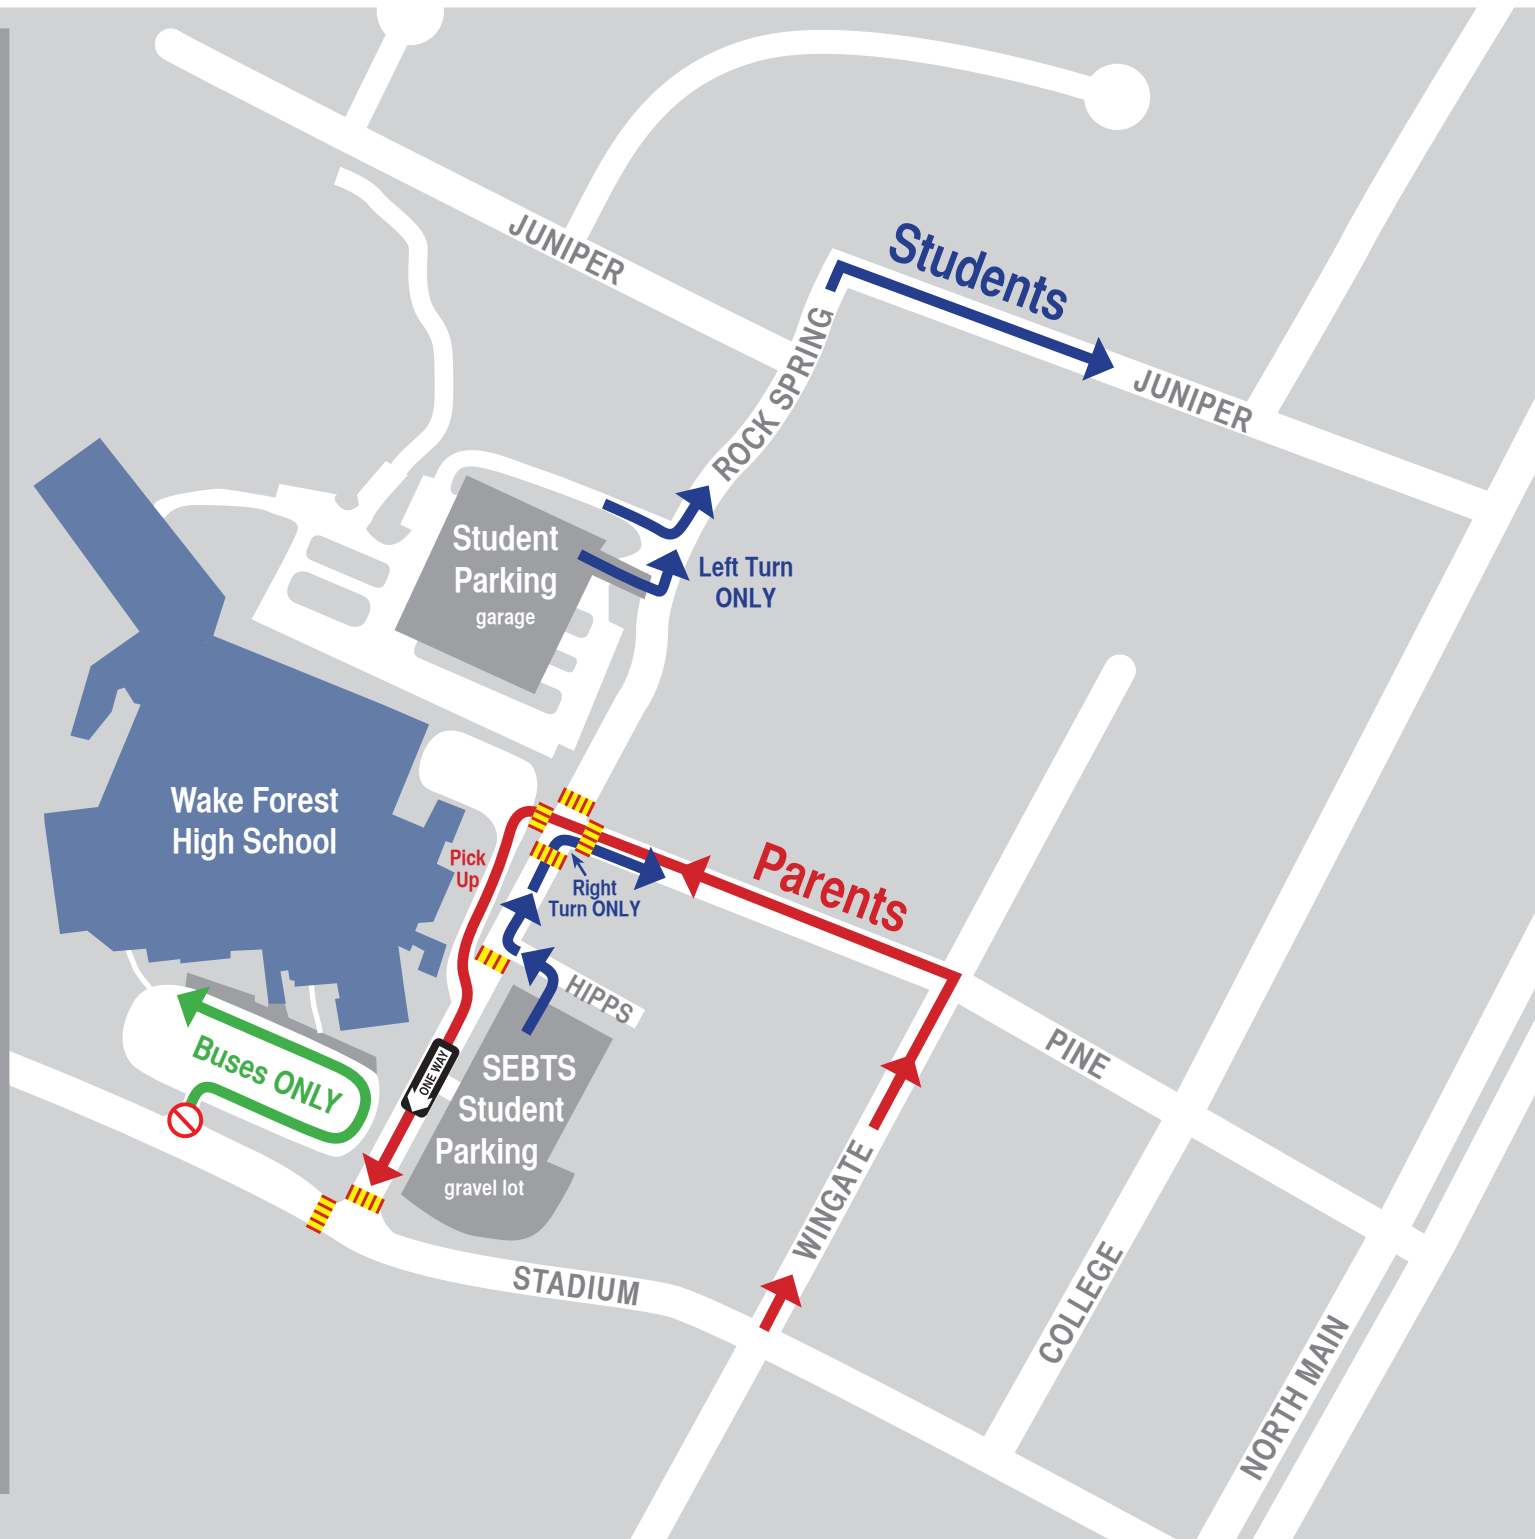 JUNIPER
Students
ROCK SPRING
JUNIPER
Student
Parking
garage
Left Turn
ONLY
Wake Forest
High School
Pick
Up
Parents
Right
Turn ONLY
HIPPS
Buses ONLY
ONE WAY
SEBTS
Student
Parking
gravel lot
PINE
WINGATE
STADIUM
COLLEGE
NORTH MAIN